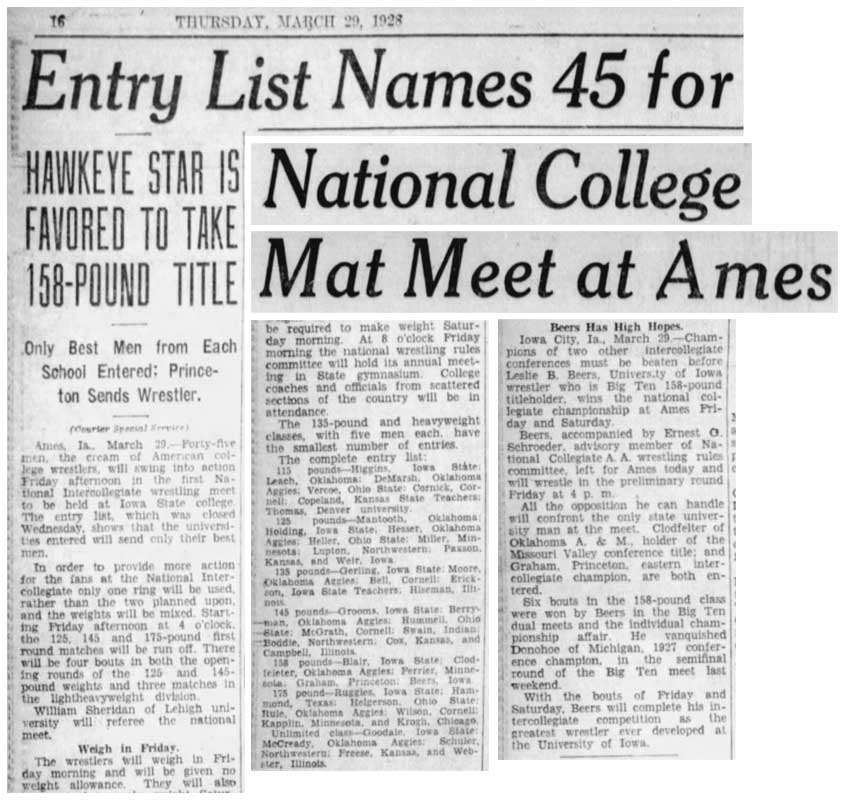 16
THURSDAY, MARCH 29, 1928
Entry List Names 45 for
National College
Mat Meet at Ames
HAWKEYE STAR IS
FAVORED TO TAKE
158-POUND TITLE
Only Best Men from Each
School Entered; Prince-
ton Sends Wrestler.
(Courier Special Service)
Ames, Ia., March 29.—Forty-five
men, the cream of American col-
lege wrestlers, will swing into action
Friday afternoon in the first Na-
tional Intercollegiate wrestling meet
to be held at Iowa State college.
The entry list, which was closed
Wednesday, shows that the universi-
ties entered will send only their best
men.
In order to provide more action
for the fans at the National Inter-
collegiate only one ring will be used,
rather than the two planned upon,
and the weights will be mixed. Start-
ing Friday afternoon at 4 o'clock,
the 125, 145 and 175-pound first
round matches will be run off. There
will be four bouts in both the open-
ing rounds of the 125 and 145-
pound weights and three matches in
the lightheavyweight division.
William Sheridan of Lehigh uni-
versity will referee the national
meet.
Weigh in Friday.
The wrestlers will weigh in Fri-
day morning and will be given no
weight allowance. They will also
be required to make weight Satur-
day morning. At 8 o'clock Friday
morning the national wrestling rules
committee will hold its annual meet-
ing in State gymnasium. College
coaches and officials from scattered
sections of the country will be in
attendance.
The 135-pound and heavyweight
classes, with five men each, have
the smallest number of entries.
The complete entry list:
115 pounds—Higgins, Iowa State;
Leach, Oklahoma; DeMarsh, Oklahoma
Aggies; Vercoe, Ohio State; Cornick, Cor-
nell; Copeland, Kansas State Teachers;
Thomas, Denver university.
125 pounds—Mantooth, Oklahoma;
Holding, Iowa State; Hesser, Oklahoma
Aggies; Heller, Ohio State; Miller, Min-
nesota; Lupton, Northwestern; Paxson,
Kansas, and Weir, Iowa.
135 pounds—Gerling, Iowa State; Moore,
Oklahoma Aggies; Bell, Cornell; Erick-
son, Iowa State Teachers; Hiseman, Illi-
nois.
145 pounds—Grooms, Iowa State; Berry-
man, Oklahoma Aggies; Hummell, Ohio
State; McGrath, Cornell; Swain, Indian;
Boddie, Northwestern; Cox, Kansas, and
Campbell, Illinois.
158 pounds—Blair, Iowa State; Clod-
feleter, Oklahoma Aggies; Ferrier, Minne-
sota; Graham, Princeton; Beers, Iowa.
175 pound—Ruggles, Iowa State; Ham-
mond, Texas; Helgerson, Ohio State;
Rule, Oklahoma Aggies; Wilson, Cornell;
Kapplin, Minnesota, and Krogh, Chicago.
Unlimited class—Goodale, Iowa State;
McCready, Oklahoma Aggies; Schuler,
Northwestern; Freese, Kansas, and Web-
ster, Illinois.
Beers Has High Hopes.
Iowa City, Ia., March 29.—Cham-
pions of two other intercollegiate
conferences must be beaten before
Leslie B. Beers, University of Iowa
wrestler who is Big Ten 158-pound
titleholder, wins the national col-
legiate championship at Ames Fri-
day and Saturday.
Beers, accompanied by Ernest G.
Schroeder, advisory member of Na-
tional Collegiate A. A. wrestling rules
committee, left for Ames today and
will wrestle in the preliminary round
Friday at 4 p. m.
All the opposition he can handle
will confront the only state univer-
sity man at the meet. Clodfelter of
Oklahoma A. & M., holder of the
Missouri Valley conference title; and
Graham, Princeton, eastern inter-
collegiate champion, are both en-
tered.
Six bouts in the 158-pound class
were won by Beers in the Big Ten
dual meets and the individual cham-
pionship affair. He vanquished
Donohoe of Michigan, 1927 confer-
ence champion, in the semifinal
round of the Big Ten meet last
weekend.
With the bouts of Friday and
Saturday, Beers will complete his in-
tercollegiate competition as the
greatest wrestler ever developed at
the University of Iowa.